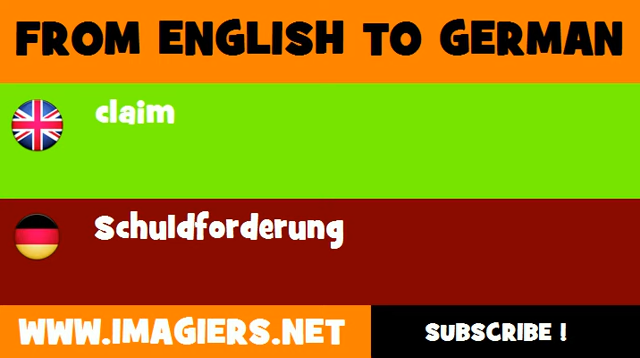 FROM ENGLISH TO GERMAN
claim
Schuldforderung
WWW.IMAGIERS.NET
SUBSCRIBE !